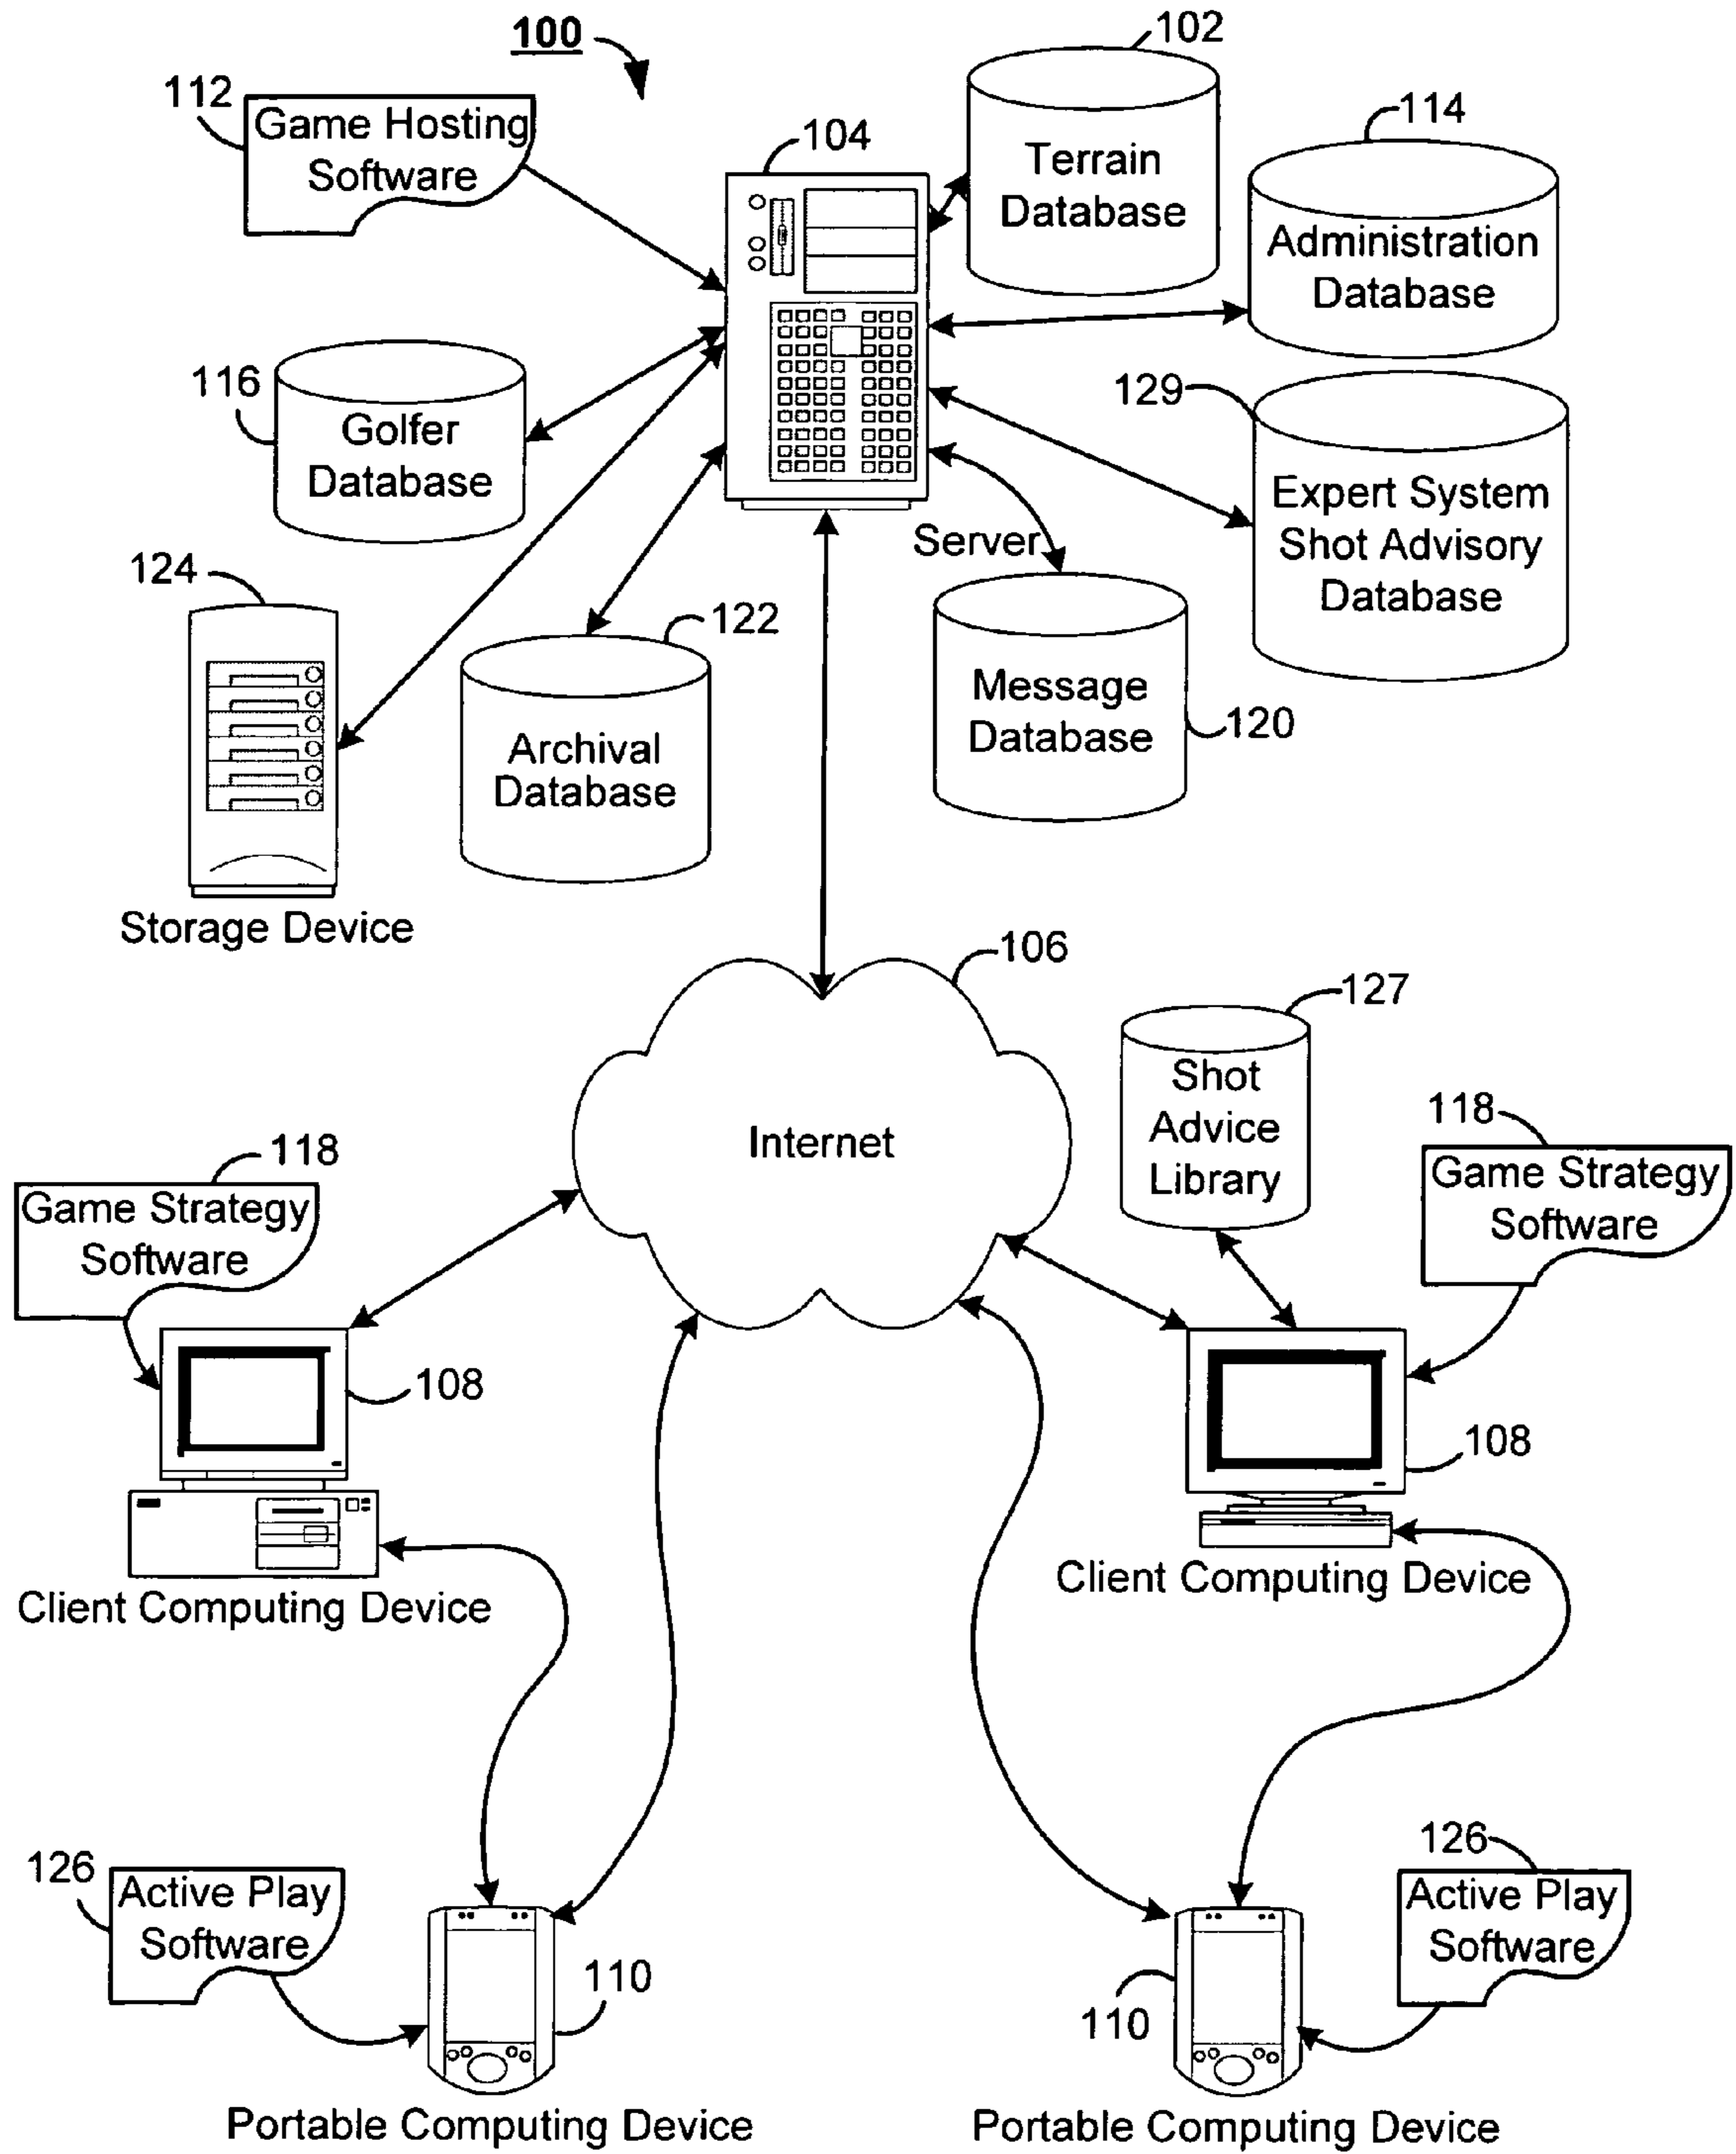 100
102
112
Game Hosting
Software
104
Terrain
Database
114
Administration
Database
116
Golfer
Database
129
Expert System
Shot Advisory
Database
Server
124
Storage Device
122
Archival
Database
Message
Database
120
106
Internet
127
Shot
Advice
Library
118
Game Strategy
Software
118
Game Strategy
Software
108
Client Computing Device
108
Client Computing Device
126
Active Play
Software
110
Portable Computing Device
126
Active Play
Software
110
Portable Computing Device